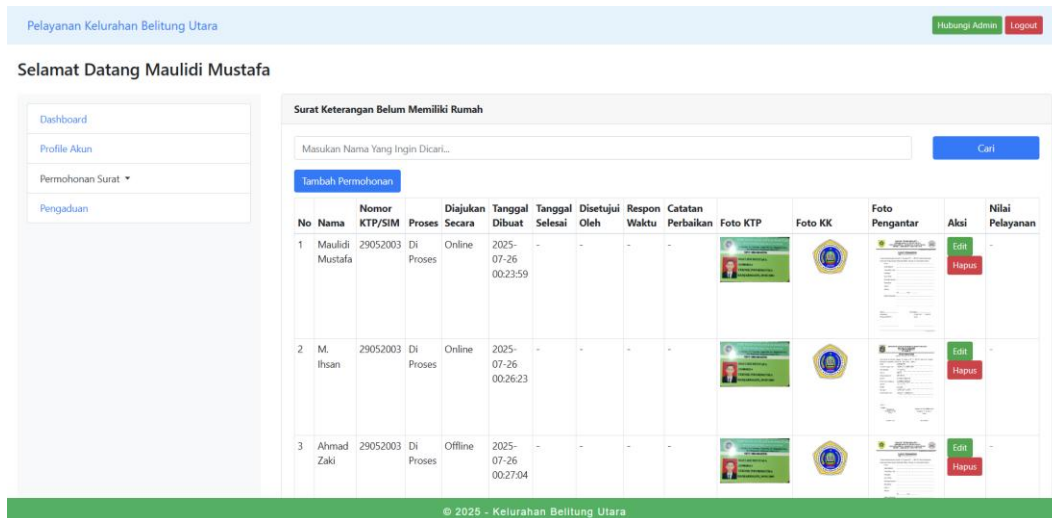 Pelayanan Kelurahan Belitung Utara
Hubungi Admin
Logout
Selamat Datang Maulidi Mustafa
Dashboard
Profile Akun
Permohonan Surat
Pengaduan
Surat Keterangan Belum Memiliki Rumah
Masukan Nama Yang Ingin Dicari...
Cari
Tambah Permohonan
No Nama Nomor KTP/SIM Proses Diajukan Secara Tanggal Dibuat Tanggal Selesai Disetujui Oleh Respon Waktu Catatan Perbaikan Foto KTP Foto KK Foto Pengantar Aksi Nilai Pelayanan
1 Maulidi Mustafa 29052003 Di Proses Online 2025-07-26 00:23:59 - - - - Edit Hapus -
2 M. Ihsan 29052003 Di Proses Online 2025-07-26 00:26:23 - - - - Edit Hapus -
3 Ahmad Zaki 29052003 Di Proses Offline 2025-07-26 00:27:04 - - - - Edit Hapus -
© 2025 - Kelurahan Belitung Utara